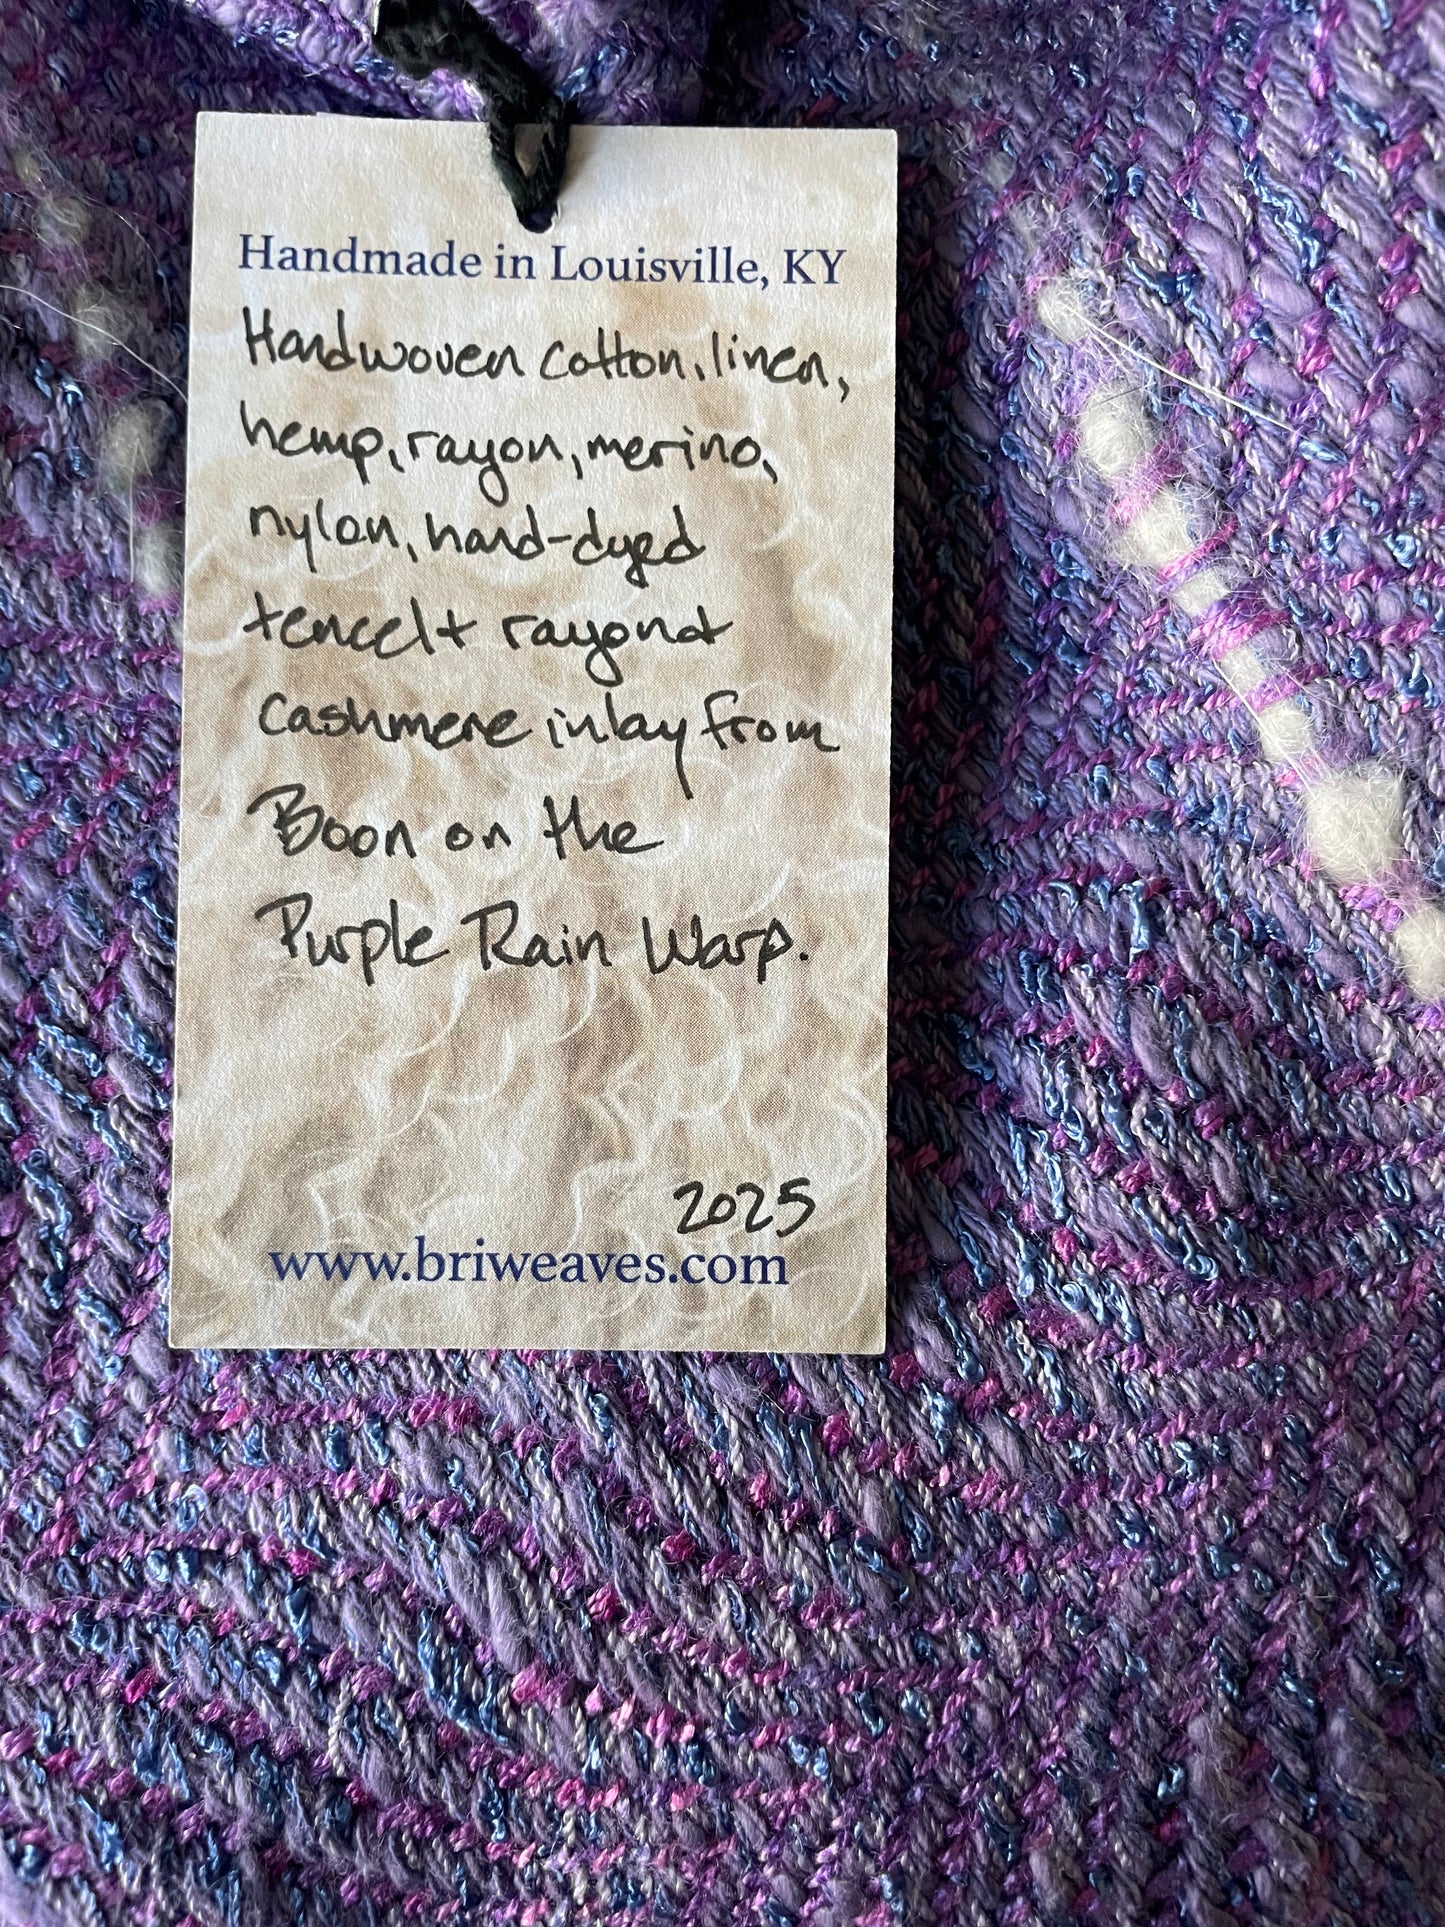 Handmade in Louisville, KY
Handwoven cotton, linen,
hemp, rayon, merino,
nylon, hand-dyed
tencel + rayon
cashmere inlay from
Boon on the
Purple Rain Warp.
2025
www.briweaves.com